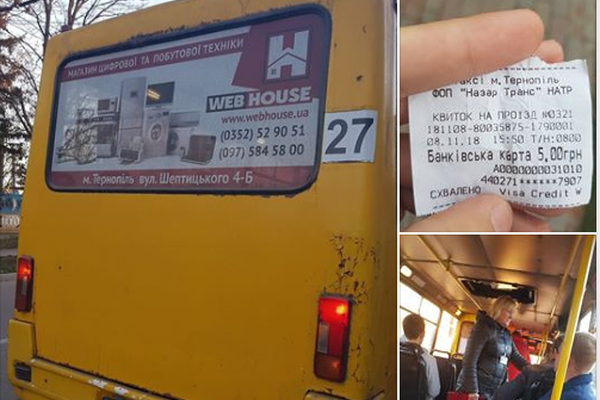 МАГАЗИН ЦИФРОВОЇ ТА ПОБУТОВОЇ ТЕХНІКИ
WEB HOUSE
www.webhouse.ua
(0352) 52 90 51
(097) 584 58 00
м. Тернопіль вул. Шептицького 4-Б
27
таксі м. Тернопіль
ФОП "Назар Транс" НАТР
КВИТОК НА ПРОЇЗД №0321
181108-80035875-1790001
08.11.18 15:50 Т/Н:0800
Банківська карта 5,00грн
A0000000031010
440271******7907
СХВАЛЕНО Visa Credit W